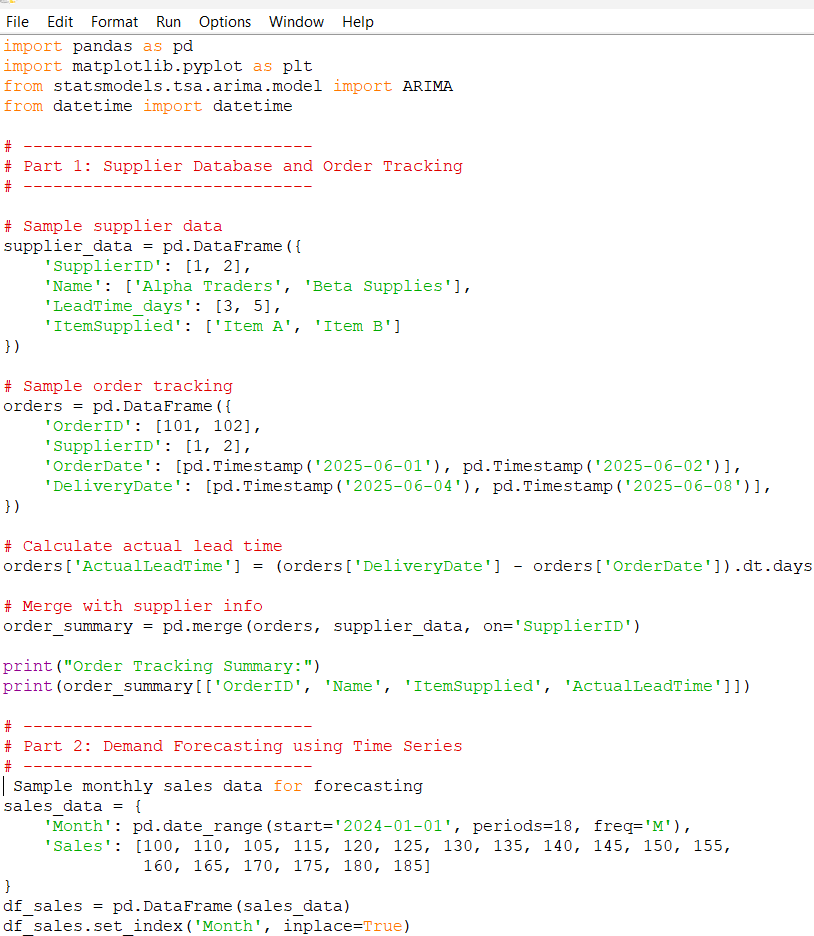 File Edit Format Run Options Window Help
import pandas as pd
import matplotlib.pyplot as plt
from statsmodels.tsa.arima.model import ARIMA
from datetime import datetime

# -----------------------------
# Part 1: Supplier Database and Order Tracking
# -----------------------------

# Sample supplier data
supplier_data = pd.DataFrame({
    'SupplierID': [1, 2],
    'Name': ['Alpha Traders', 'Beta Supplies'],
    'LeadTime_days': [3, 5],
    'ItemSupplied': ['Item A', 'Item B']
})

# Sample order tracking
orders = pd.DataFrame({
    'OrderID': [101, 102],
    'SupplierID': [1, 2],
    'OrderDate': [pd.Timestamp('2025-06-01'), pd.Timestamp('2025-06-02')],
    'DeliveryDate': [pd.Timestamp('2025-06-04'), pd.Timestamp('2025-06-08')],
})

# Calculate actual lead time
orders['ActualLeadTime'] = (orders['DeliveryDate'] - orders['OrderDate']).dt.days

# Merge with supplier info
order_summary = pd.merge(orders, supplier_data, on='SupplierID')

print("Order Tracking Summary:")
print(order_summary[['OrderID', 'Name', 'ItemSupplied', 'ActualLeadTime']])

# -----------------------------
# Part 2: Demand Forecasting using Time Series
# -----------------------------
 Sample monthly sales data for forecasting
sales_data = {
    'Month': pd.date_range(start='2024-01-01', periods=18, freq='M'),
    'Sales': [100, 110, 105, 115, 120, 125, 130, 135, 140, 145, 150, 155,
              160, 165, 170, 175, 180, 185]
}
df_sales = pd.DataFrame(sales_data)
df_sales.set_index('Month', inplace=True)